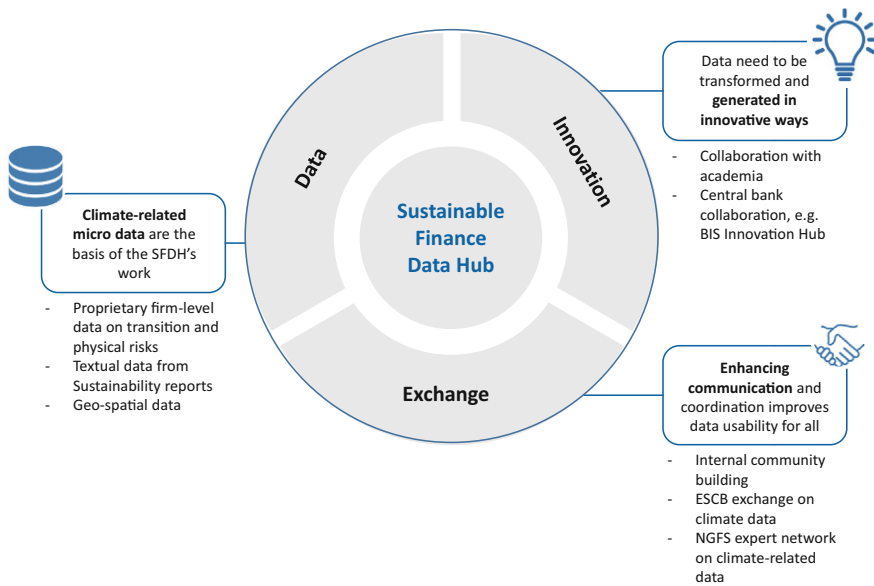 Data need to be
transformed and
generated in
innovative ways
- Collaboration with
academia
- Central bank
collaboration, e.g.
BIS Innovation Hub
Data
Innovation
Sustainable
Finance
Data Hub
Exchange
Climate-related
micro data are the
basis of the SFDH's
work
- Proprietary firm-level
data on transition and
physical risks
- Textual data from
Sustainability reports
- Geo-spatial data
Enhancing
communication and
coordination improves
data usability for all
- Internal community
building
- ESCB exchange on
climate data
- NGFS expert network
on climate-related
data